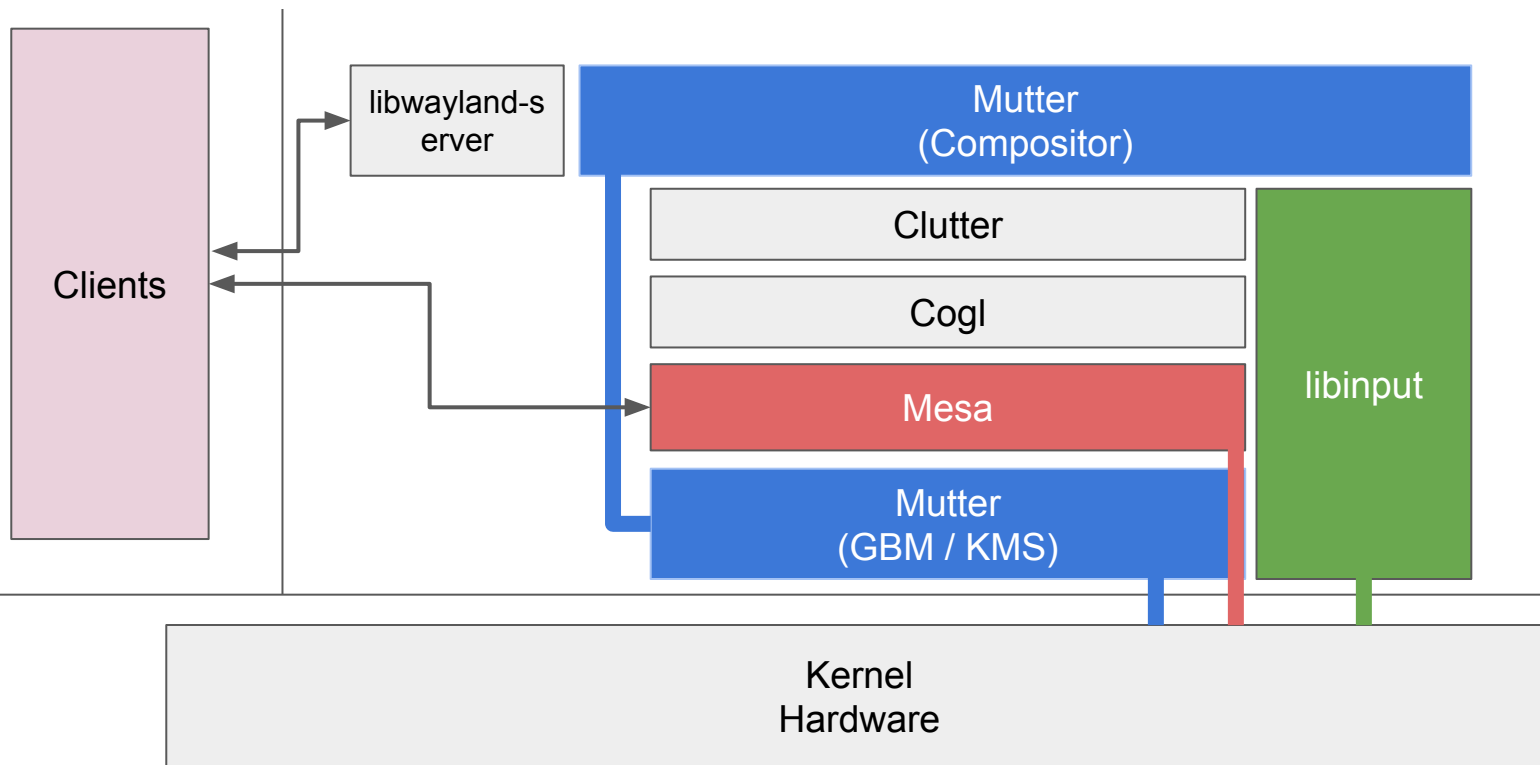 libwayland-s
erver
Mutter
(Compositor)
Clutter
Clients
Cogl
libinput
Mesa
Mutter
(GBM / KMS)
Kernel
Hardware